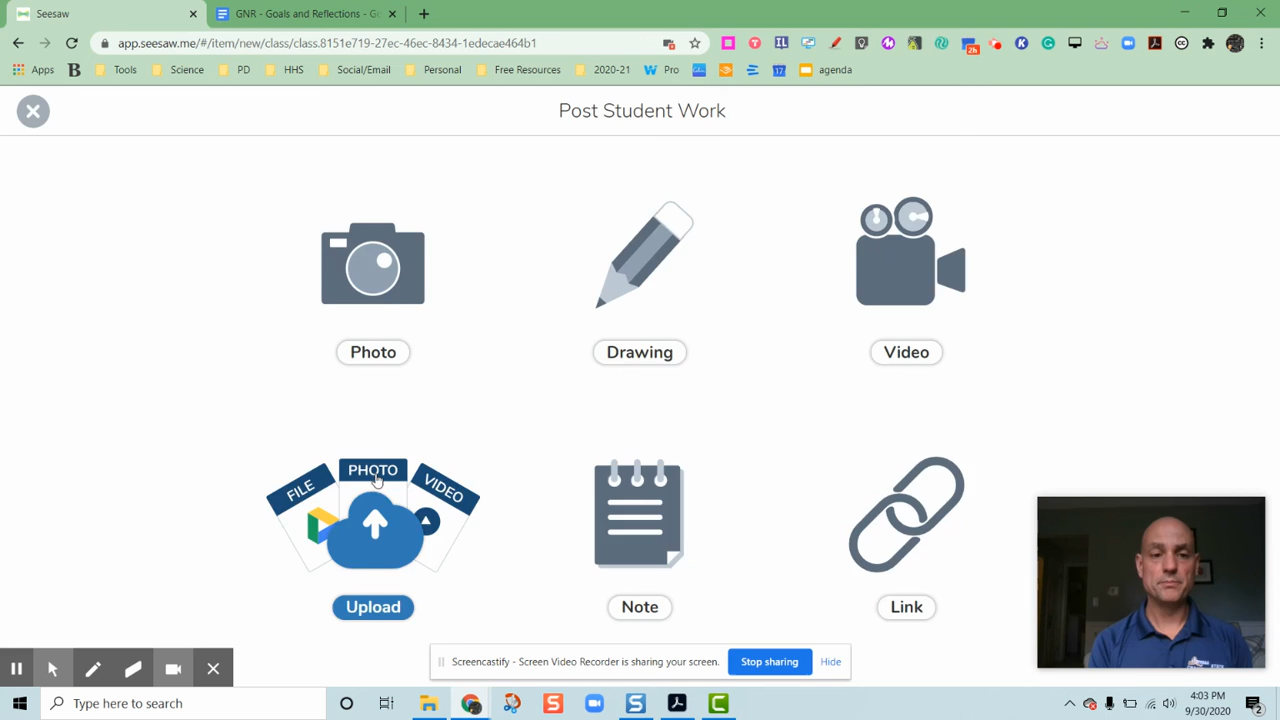 Seesaw
GNR - Goals and Reflections - G
app.seesaw.me/#/item/new/class/class.8151e719-27ec-46ec-8434-1edecae464b1
2h
Apps
B
Tools
Science
PD
HHS
Social/Email
Personal
Free Resources
2020-21
Pro
17
agenda
Post Student Work
Photo
Drawing
Video
FILE
PHOTO
VIDEO
Upload
Note
Link
Screencastify - Screen Video Recorder is sharing your screen.
Stop sharing
Hide
Type here to search
4:03 PM
9/30/2020
2